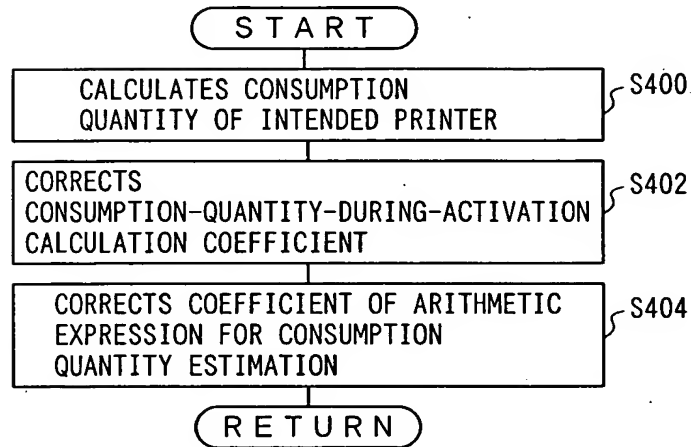 START
CALCULATES CONSUMPTION
QUANTITY OF INTENDED PRINTER
S400
CORRECTS
CONSUMPTION-QUANTITY-DURING-ACTIVATION
CALCULATION COEFFICIENT
S402
CORRECTS COEFFICIENT OF ARITHMETIC
EXPRESSION FOR CONSUMPTION
QUANTITY ESTIMATION
S404
RETURN